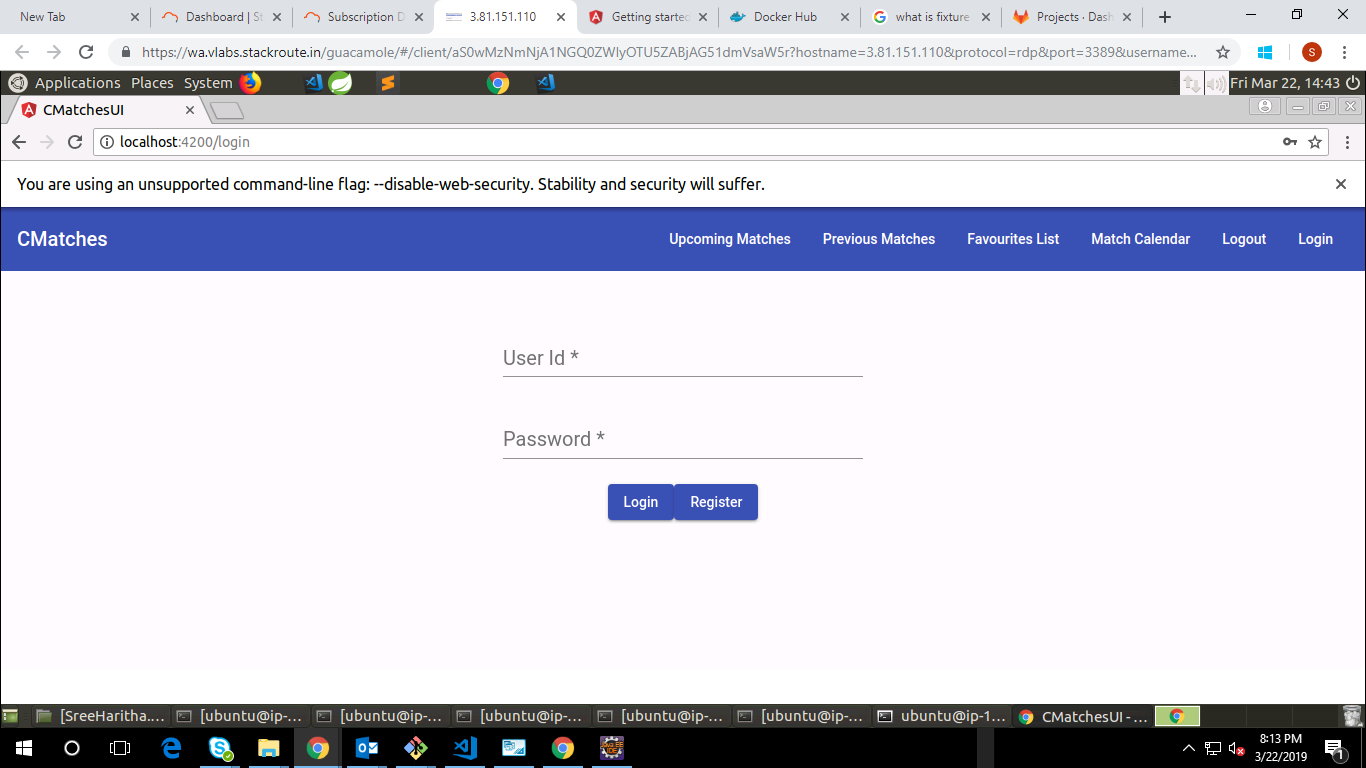 New Tab
Dashboard | St
Subscription D
3.81.151.110
Getting started
Docker Hub
what is fixture
Projects · Dash
https://wa.vlabs.stackroute.in/guacamole/#/client/aS0wMzNmNjA1NGQ0ZWIyOTU5ZABjAG51dmVsaW5r?hostname=3.81.151.110&protocol=rdp&port=3389&username...
S
Applications Places System
Fri Mar 22, 14:43
CMatchesUI
localhost:4200/login
You are using an unsupported command-line flag: --disable-web-security. Stability and security will suffer.
CMatches
Upcoming Matches
Previous Matches
Favourites List
Match Calendar
Logout
Login
User Id *
Password *
Login
Register
[SreeHaritha....
[ubuntu@ip-...
[ubuntu@ip-...
[ubuntu@ip-...
[ubuntu@ip-...
[ubuntu@ip-...
ubuntu@ip-1...
CMatchesUI - ...
8:13 PM
3/22/2019
1